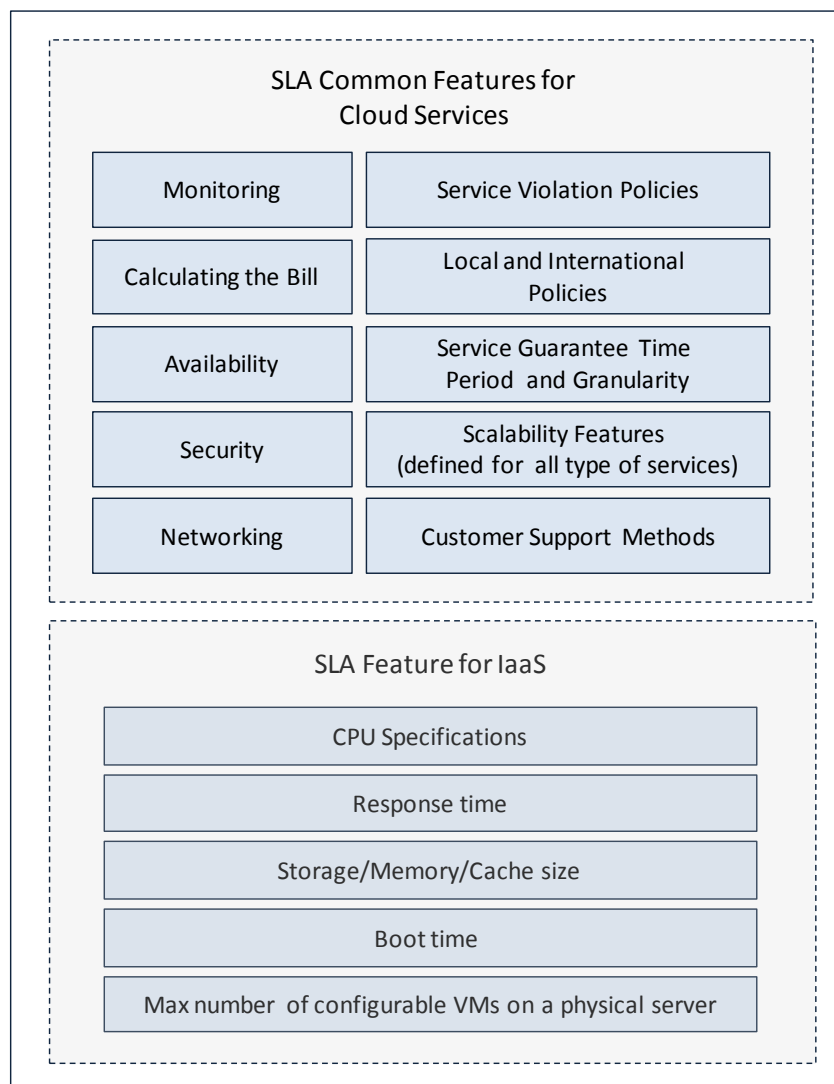 SLA Common Features for
Cloud Services
Monitoring
Service Violation Policies
Calculating the Bill
Local and International
Policies
Availability
Service Guarantee Time
Period and Granularity
Security
Scalability Features
(defined for all type of services)
Networking
Customer Support Methods
SLA Feature for IaaS
CPU Specifications
Response time
Storage/Memory/Cache size
Boot time
Max number of configurable VMs on a physical server